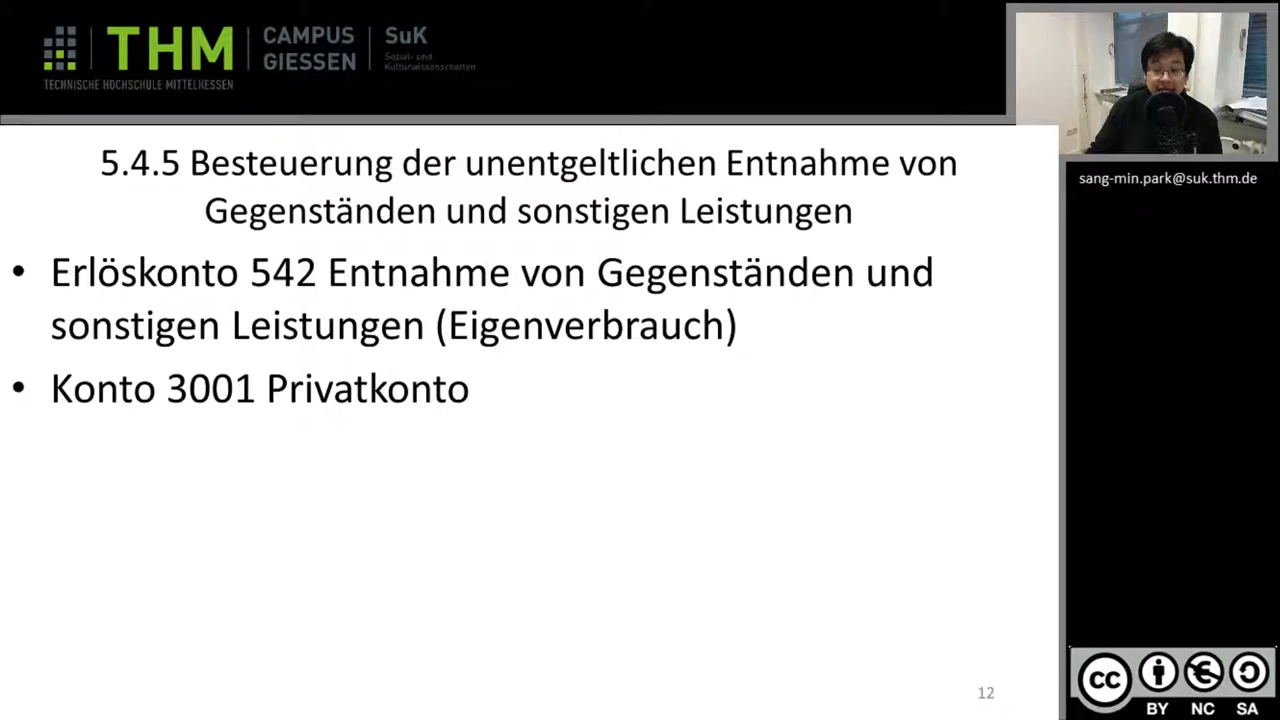 THM
CAMPUS
GIESSEN
SuK
Sozial- und
Kulturwissenschaften
TECHNISCHE HOCHSCHULE MITTELHESSEN
sang-min.park@suk.thm.de
5.4.5 Besteuerung der unentgeltlichen Entnahme von
Gegenständen und sonstigen Leistungen
• Erlöskonto 542 Entnahme von Gegenständen und
sonstigen Leistungen (Eigenverbrauch)
• Konto 3001 Privatkonto
12
cc
BY NC SA